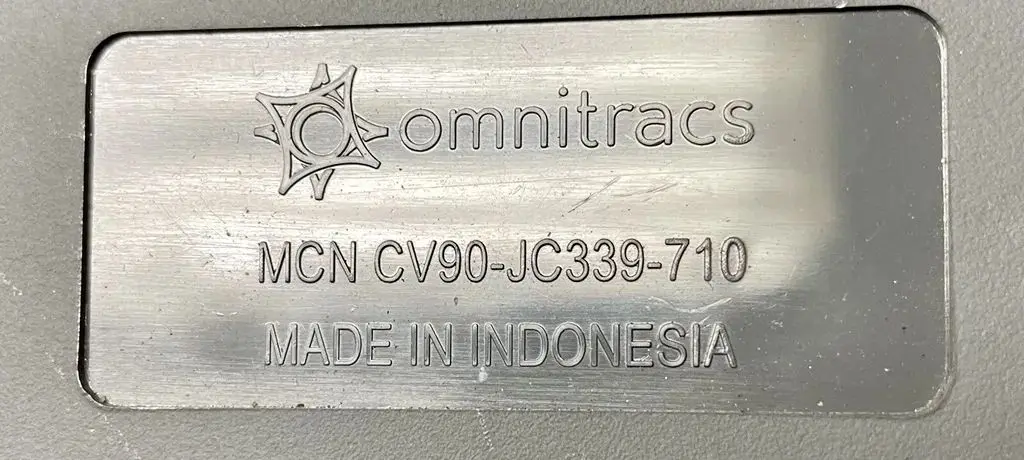 omnitracs
MCN CV90-JC339-710
MADE IN INDONESIA